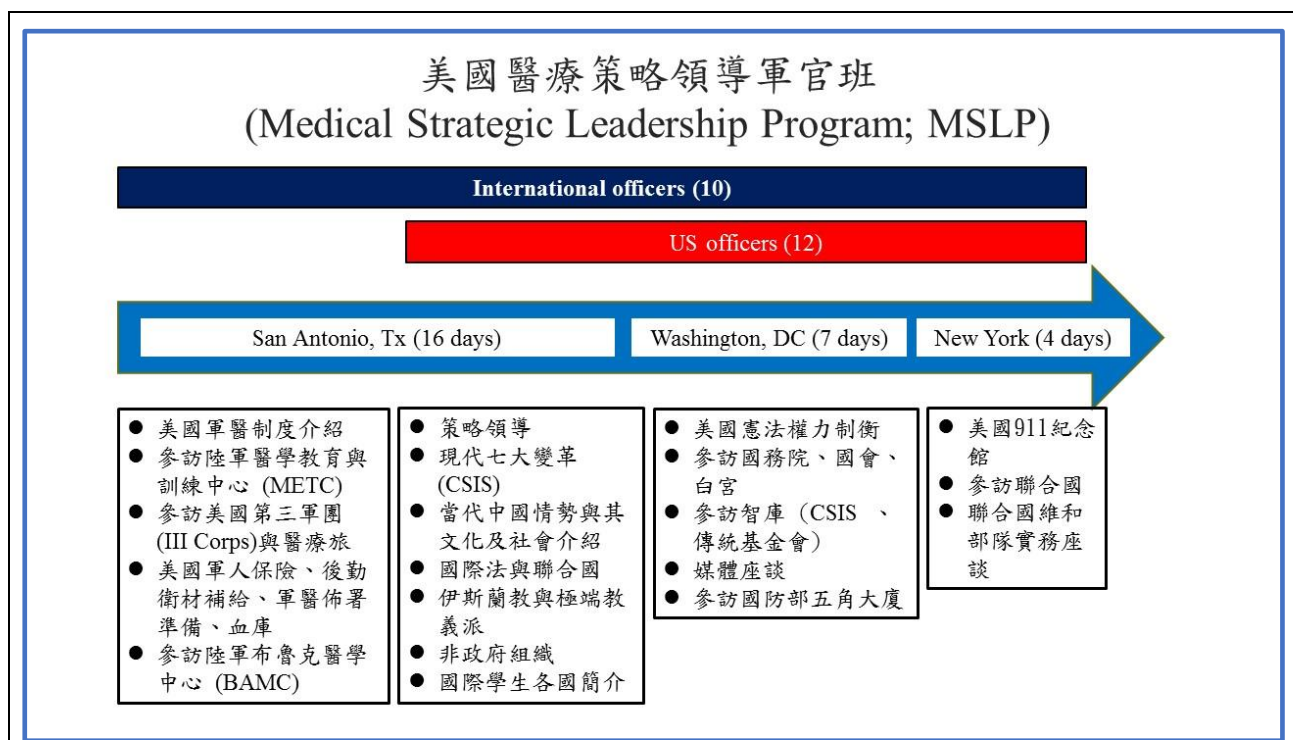 美國醫療策略領導軍官班
(Medical Strategic Leadership Program; MSLP)
International officers (10)
US officers (12)
San Antonio, Tx (16 days)
Washington, DC (7 days)
New York (4 days)
● 美國軍醫制度介紹
● 參訪陸軍醫學教育與
訓練中心 (METC)
● 參訪美國第三軍團
(III Corps)與醫療旅
● 美國軍人保險、後勤
衛材補給、軍醫佈署
準備、血庫
● 參訪陸軍布魯克醫學
中心 (BAMC)
● 策略領導
● 現代七大變革
(CSIS)
● 當代中國情勢與其
文化及社會介紹
● 國際法與聯合國
● 伊斯蘭教與極端教
義派
● 非政府組織
● 國際學生各國簡介
● 美國憲法權力制衡
● 參訪國務院、國會、
白宮
● 參訪智庫（CSIS 、
傳統基金會）
● 媒體座談
● 參訪國防部五角大廈
● 美國911紀念
館
● 參訪聯合國
● 聯合國維和
部隊實務座
談